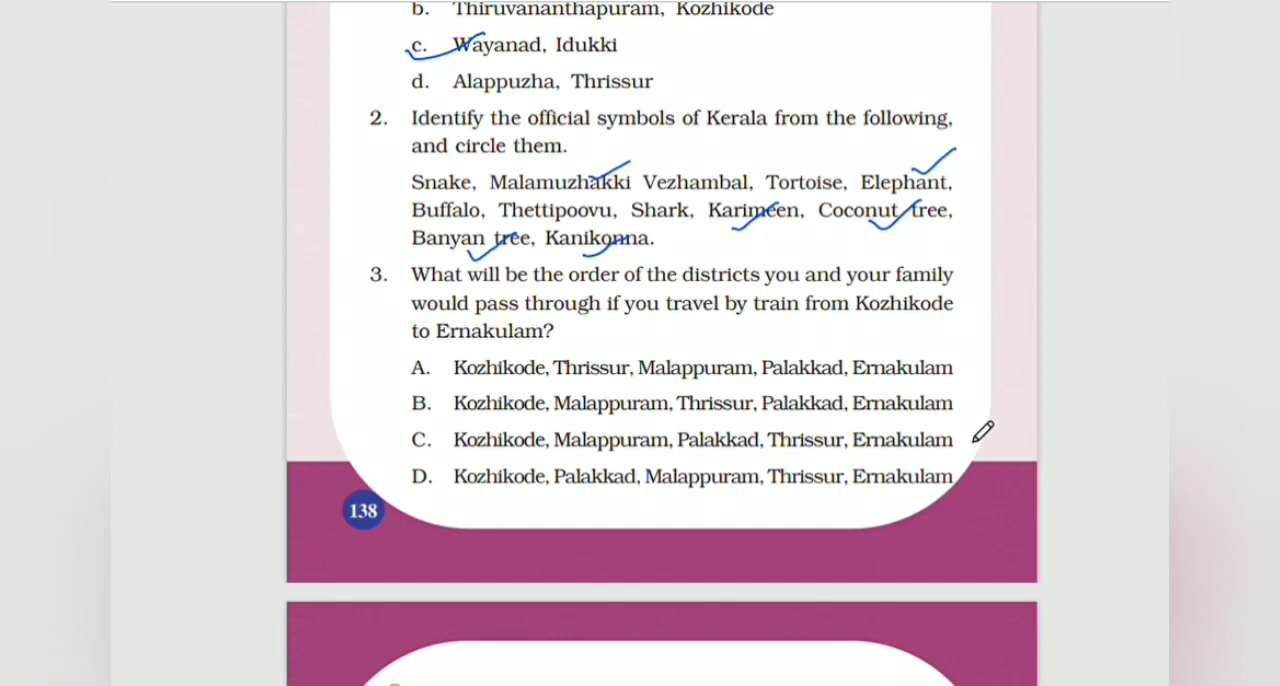 b. Thiruvananthapuram, Kozhikode
c. Wayanad, Idukki
d. Alappuzha, Thrissur
2. Identify the official symbols of Kerala from the following,
and circle them.
Snake, Malamuzhakki Vezhambal, Tortoise, Elephant,
Buffalo, Thettipoovu, Shark, Karimeen, Coconut tree,
Banyan tree, Kanikonna.
3. What will be the order of the districts you and your family
would pass through if you travel by train from Kozhikode
to Ernakulam?
A. Kozhikode, Thrissur, Malappuram, Palakkad, Ernakulam
B. Kozhikode, Malappuram, Thrissur, Palakkad, Ernakulam
C. Kozhikode, Malappuram, Palakkad, Thrissur, Ernakulam
D. Kozhikode, Palakkad, Malappuram, Thrissur, Ernakulam
138